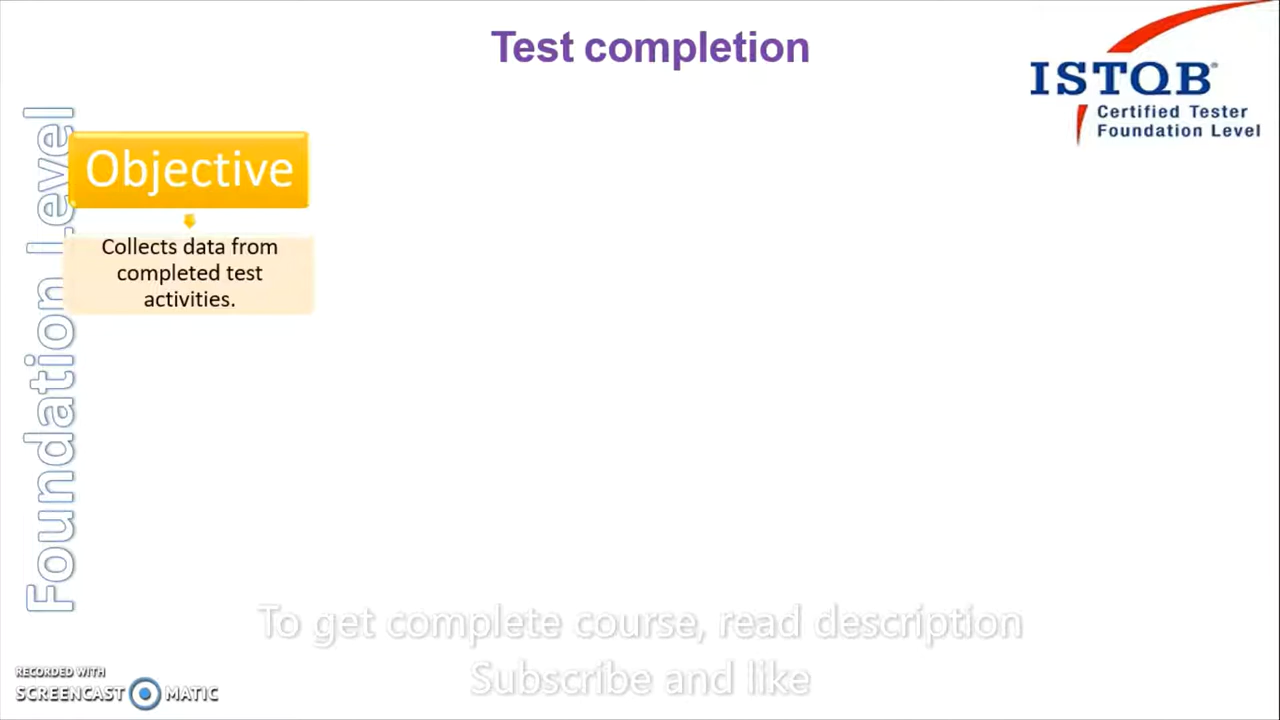 Test completion
ISTQB®
Certified Tester
Foundation Level
Foundation Level
Objective
Collects data from
completed test
activities.
To get complete course, read description
Subscribe and like
RECORDED WITH
SCREENCAST MATIC